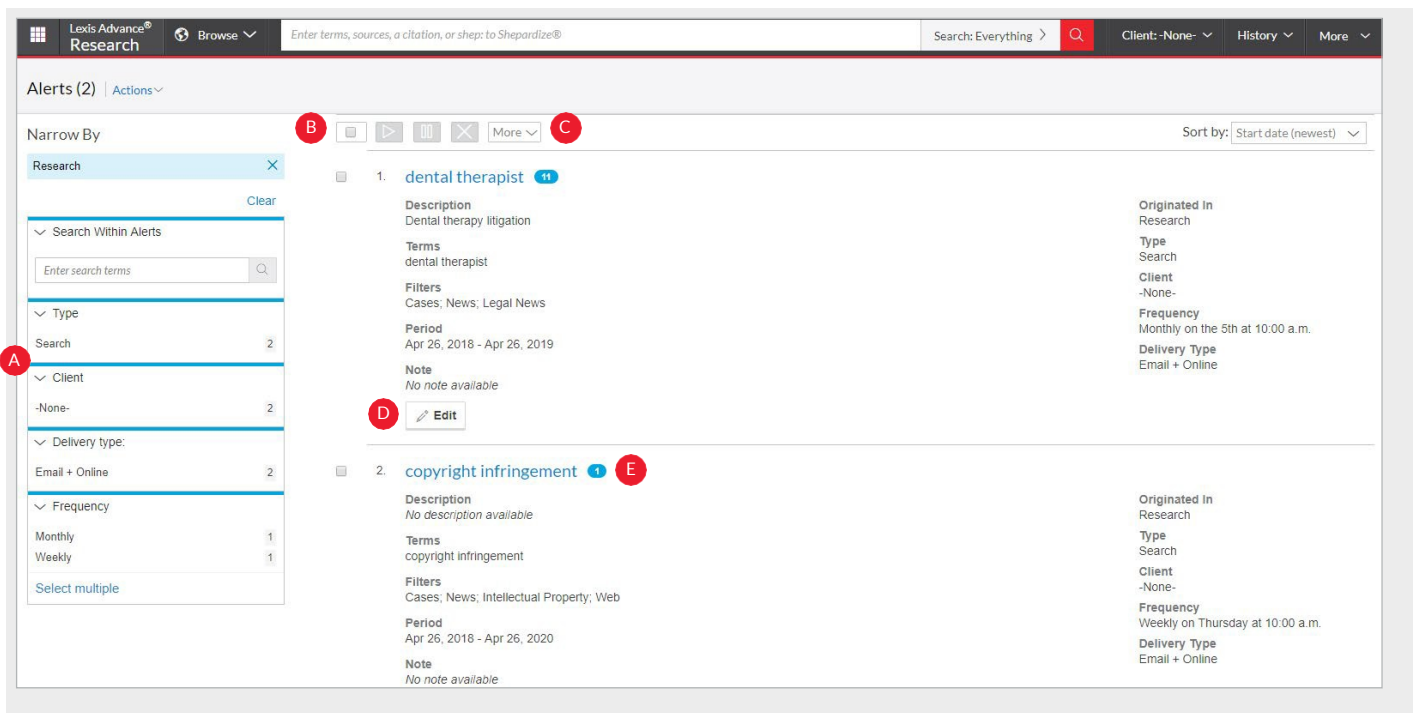 Lexis Advance®
Research
Browse
Enter terms, sources, a citation, or shep: to Shepardize®
Search: Everything
Client: -None-
History
More
Alerts (2)
Actions
Narrow By
Research
Clear
Search Within Alerts
Enter search terms
Type
Search 2
A
Client
-None- 2
Delivery type:
Email + Online 2
Frequency
Monthly 1
Weekly 1
Select multiple
B
More
C
Sort by: Start date (newest)
1. dental therapist 11
Description
Dental therapy litigation
Terms
dental therapist
Filters
Cases; News; Legal News
Period
Apr 26, 2018 - Apr 26, 2019
Note
No note available
D
Edit
Originated In
Research
Type
Search
Client
-None-
Frequency
Monthly on the 5th at 10:00 a.m.
Delivery Type
Email + Online
2. copyright infringement 1
E
Description
No description available
Terms
copyright infringement
Filters
Cases; News; Intellectual Property; Web
Period
Apr 26, 2018 - Apr 26, 2020
Note
No note available
Originated In
Research
Type
Search
Client
-None-
Frequency
Weekly on Thursday at 10:00 a.m.
Delivery Type
Email + Online